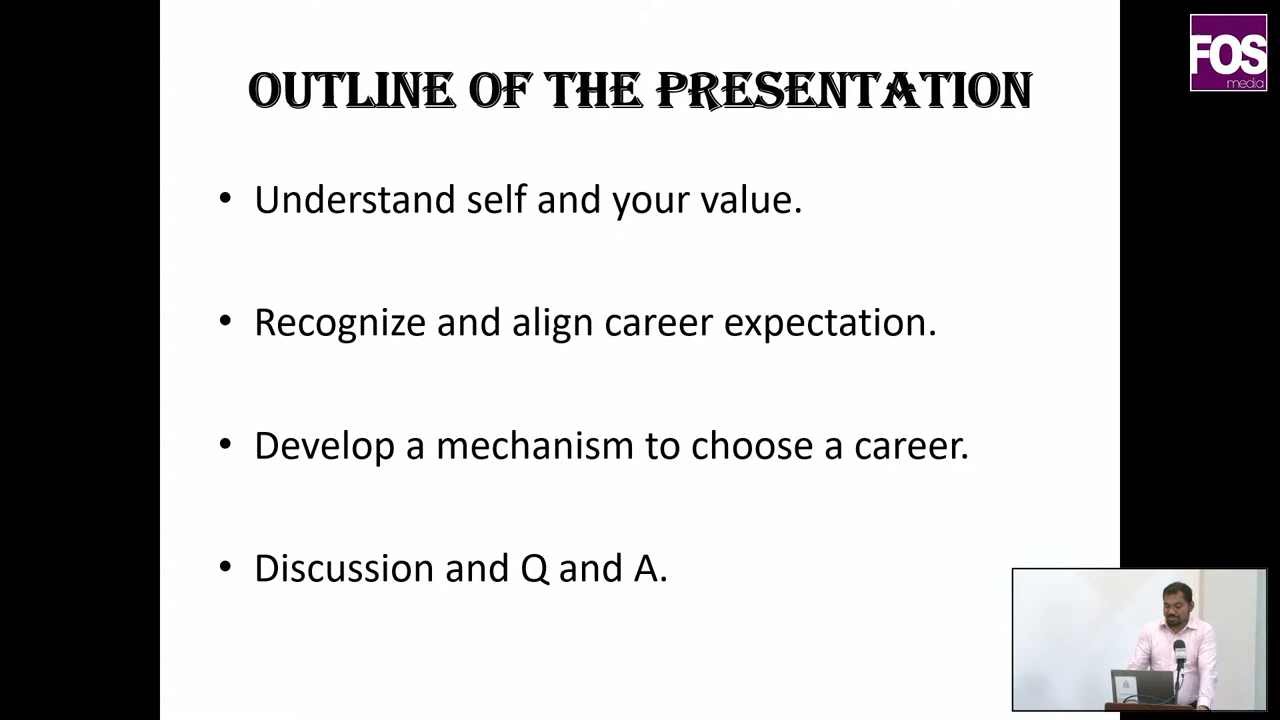 FOS
media
OUTLINE OF THE PRESENTATION
• Understand self and your value.
• Recognize and align career expectation.
• Develop a mechanism to choose a career.
• Discussion and Q and A.
FOS